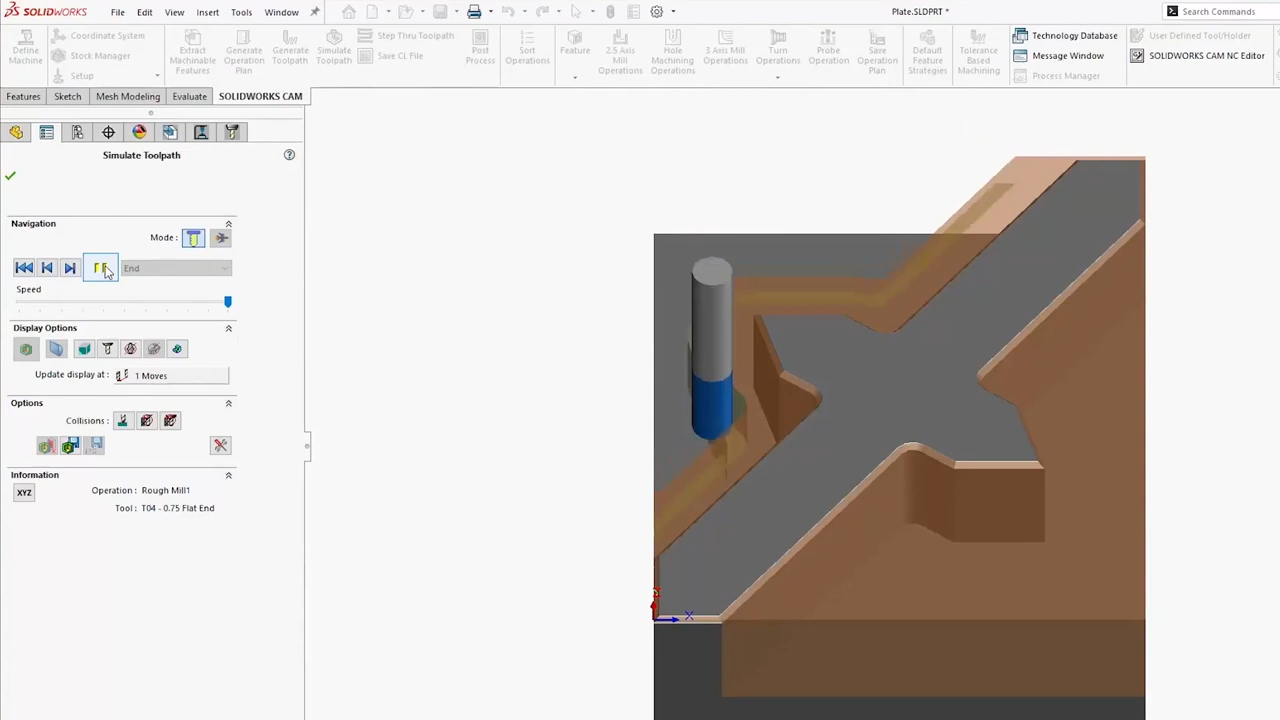 SOLIDWORKS File Edit View Insert Tools Window Plate.SLDPRT * Search Commands
Define Machine
Coordinate System
Stock Manager
Setup
Extract Machinable Features
Generate Operation Plan
Generate Toolpath
Simulate Toolpath
Step Thru Toolpath
Save CL File
Post Process
Sort Operations
Feature
2.5 Axis Mill Operations
Hole Machining Operations
3 Axis Mill Operations
Turn Operations
Probe Operation
Save Operation Plan
Default Feature Strategies
Tolerance Based Machining
Technology Database
Message Window
Process Manager
User Defined Tool/Holder
SOLIDWORKS CAM NC Editor
Features Sketch Mesh Modeling Evaluate SOLIDWORKS CAM
Simulate Toolpath
Navigation
Mode :
End
Speed
Display Options
Update display at : 1 Moves
Options
Collisions :
Information
XYZ Operation : Rough Mill1
Tool : T04 - 0.75 Flat End
X